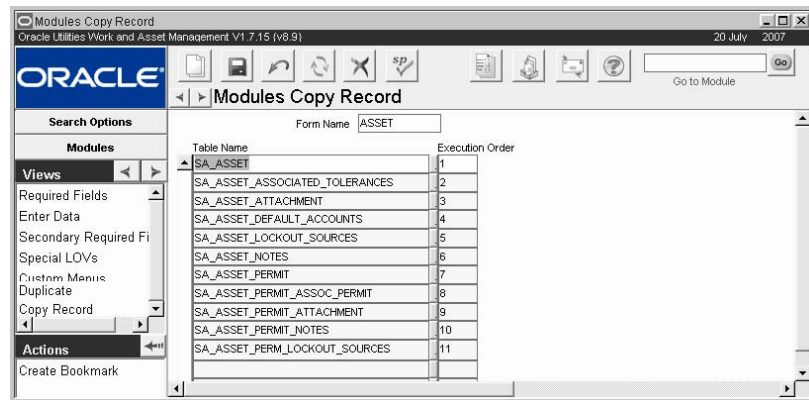 Modules Copy Record
Oracle Utilities Work and Asset Management V1.7.15 (v8.9) 20 July 2007
ORACLE
sp
Go
Go to Module
Modules Copy Record
Search Options
Modules
Views
Required Fields
Enter Data
Secondary Required Fi
Special LOVs
Custom Menus
Duplicate
Copy Record
Actions
Create Bookmark
Form Name ASSET
Table Name Execution Order
SA_ASSET 1
SA_ASSET_ASSOCIATED_TOLERANCES 2
SA_ASSET_ATTACHMENT 3
SA_ASSET_DEFAULT_ACCOUNTS 4
SA_ASSET_LOCKOUT_SOURCES 5
SA_ASSET_NOTES 6
SA_ASSET_PERMIT 7
SA_ASSET_PERMIT_ASSOC_PERMIT 8
SA_ASSET_PERMIT_ATTACHMENT 9
SA_ASSET_PERMIT_NOTES 10
SA_ASSET_PERM_LOCKOUT_SOURCES 11